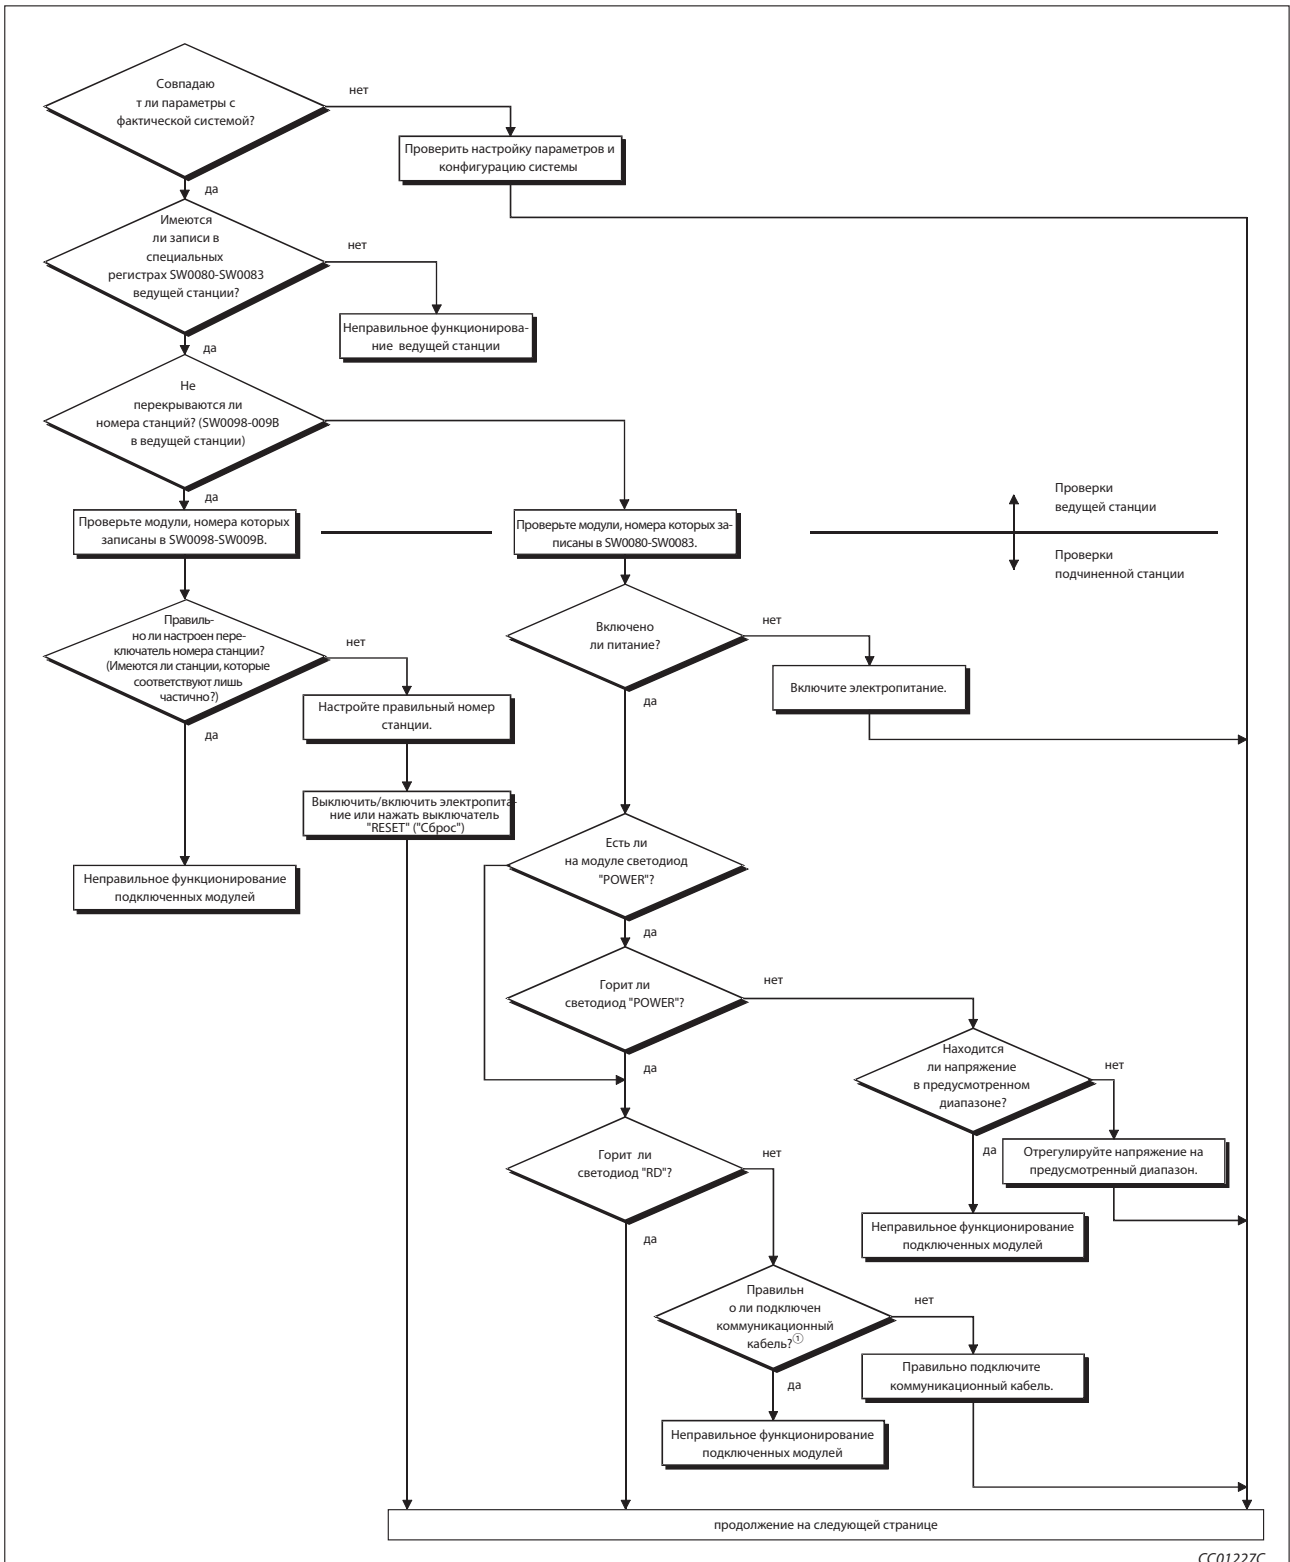 Совпадаю
т ли параметры с
фактической системой?
нет
Проверить настройку параметров и
конфигурацию системы
да
Имеются
ли записи в
специальных
регистрах SW0080-SW0083
ведущей станции?
нет
Неправильное функционирова-
ние ведущей станции
да
Не
перекрываются ли
номера станций? (SW0098-009B
в ведущей станции)
да
Проверьте модули, номера которых
записаны в SW0098-SW009B.
Проверьте модули, номера которых за-
писаны в SW0080-SW0083.
Проверки
ведущей станции
Проверки
подчиненной станции
Правиль-
но ли настроен пере-
ключатель номера станции?
(Имеются ли станции, которые
соответствуют лишь
частично?)
нет
Настройте правильный номер
станции.
да
Выключить/включить электропита-
ние или нажать выключатель
"RESET" ("Сброс")
Неправильное функционирование
подключенных модулей
Включено
ли питание?
нет
Включите электропитание.
да
Есть ли
на модуле светодиод
"POWER"?
да
Горит ли
светодиод "POWER"?
нет
да
Находится
ли напряжение
в предусмотренном
диапазоне?
нет
да
Отрегулируйте напряжение на
предусмотренный диапазон.
Неправильное функционирование
подключенных модулей
Горит ли
светодиод "RD"?
нет
да
Правильн
о ли подключен
коммуникационный
кабель?①
нет
Правильно подключите
коммуникационный кабель.
да
Неправильное функционирование
подключенных модулей
продолжение на следующей странице
CC01227C